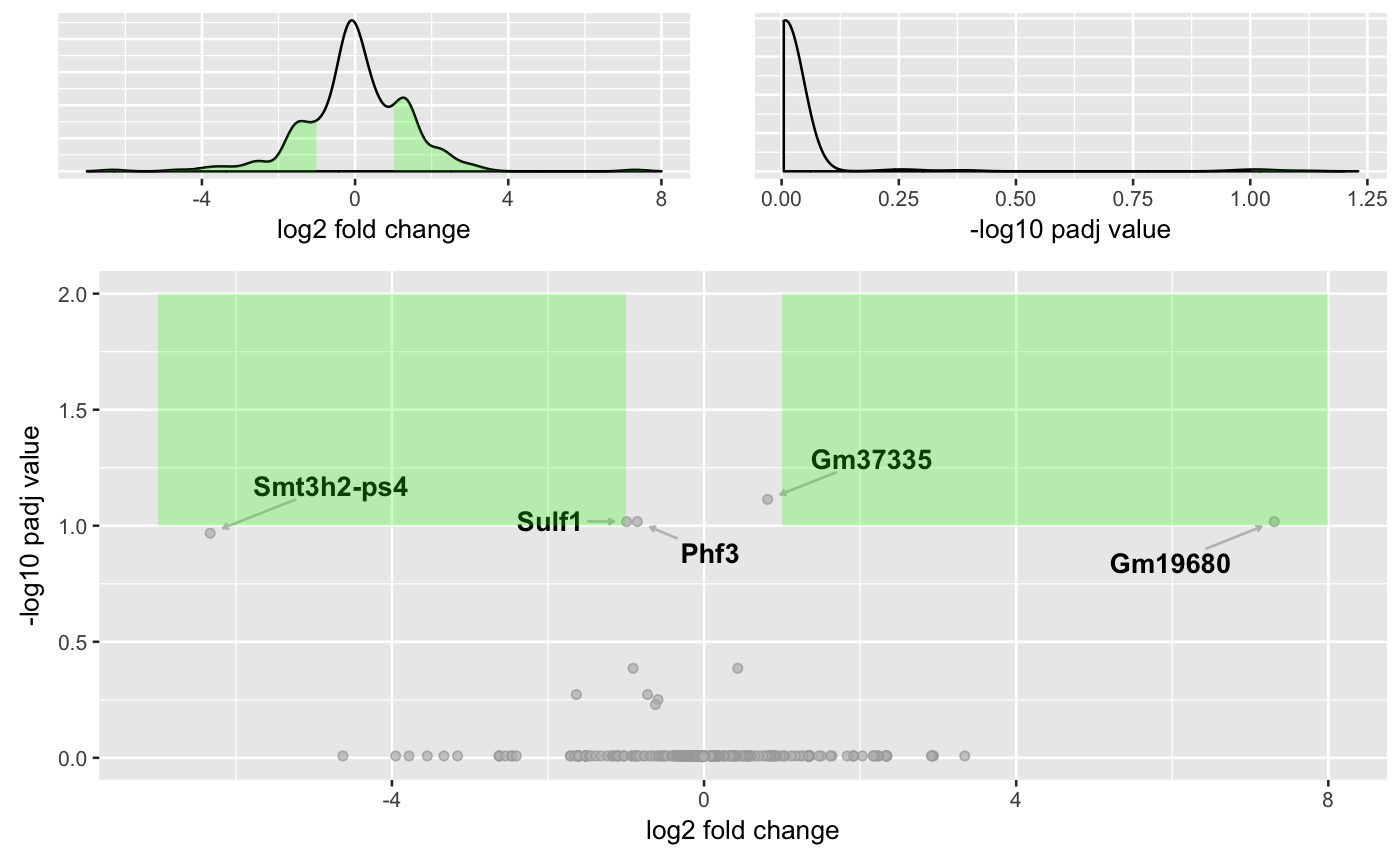 -4 0 4 8
log2 fold change
0.00 0.25 0.50 0.75 1.00 1.25
-log10 padj value
2.0
1.5
1.0
0.5
0.0
-log10 padj value
Gm37335
Smt3h2-ps4
Sulf1
Phf3
Gm19680
-4 0 4 8
log2 fold change